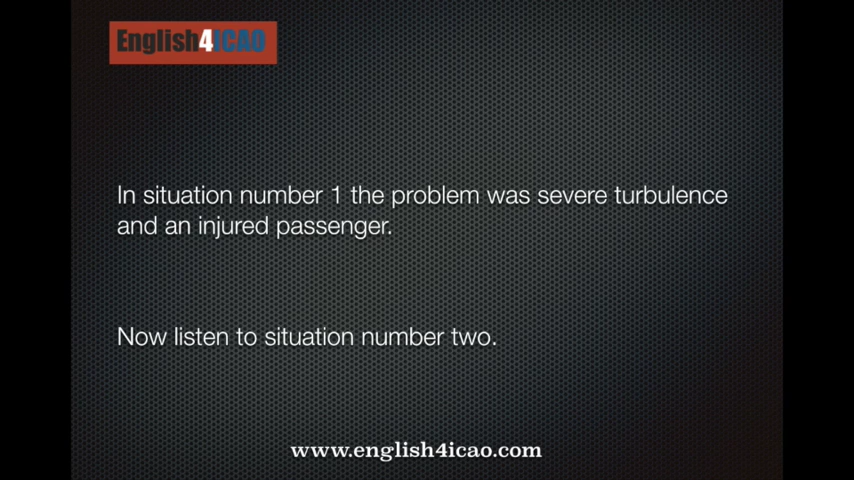 English4ICAO
In situation number 1 the problem was severe turbulence
and an injured passenger.
Now listen to situation number two.
www.english4icao.com